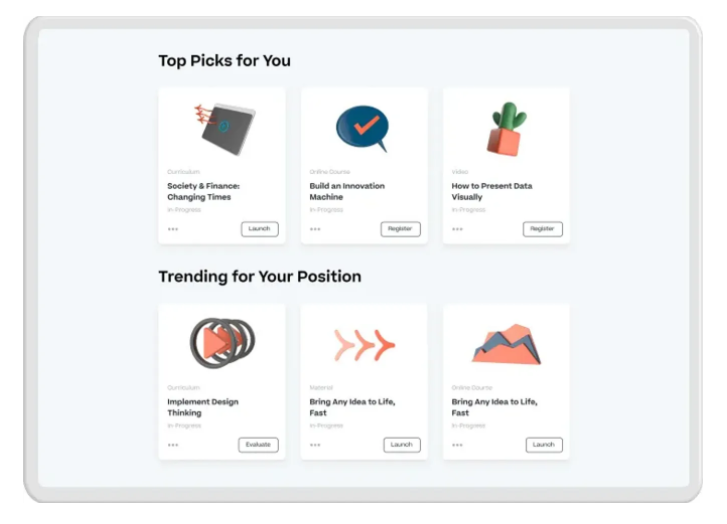 Top Picks for You
Curriculum
Online Course
Video
Society & Finance:
Changing Times
Build an Innovation
Machine
How to Present Data
Visually
In-Progress
In-Progress
In-Progress
Launch
Register
Register
Trending for Your Position
Curriculum
Material
Online Course
Implement Design
Thinking
Bring Any Idea to Life,
Fast
Bring Any Idea to Life,
Fast
In-Progress
In-Progress
In-Progress
Evaluate
Launch
Launch